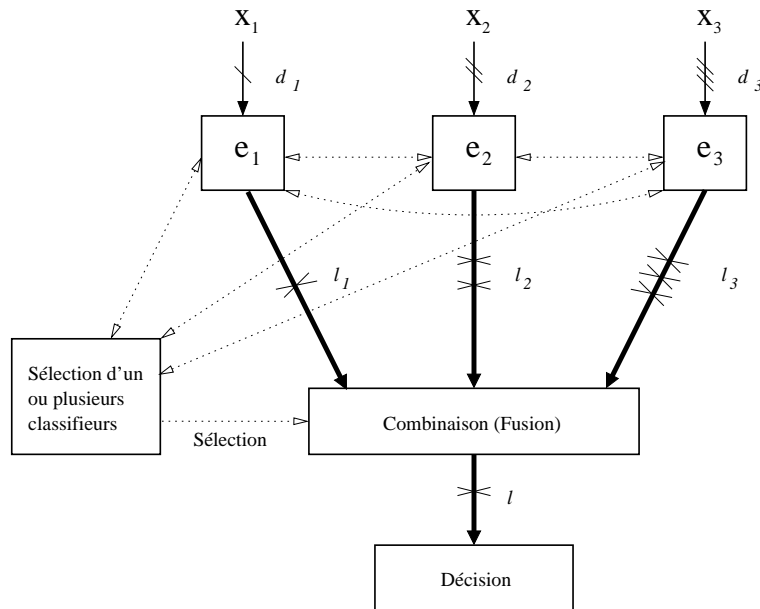 x₁ x₂ x₃
d₁ d₂ d₃
e₁ e₂ e₃
l₁ l₂ l₃
Sélection d'un
ou plusieurs
classifieurs
Sélection
Combinaison (Fusion)
l
Décision